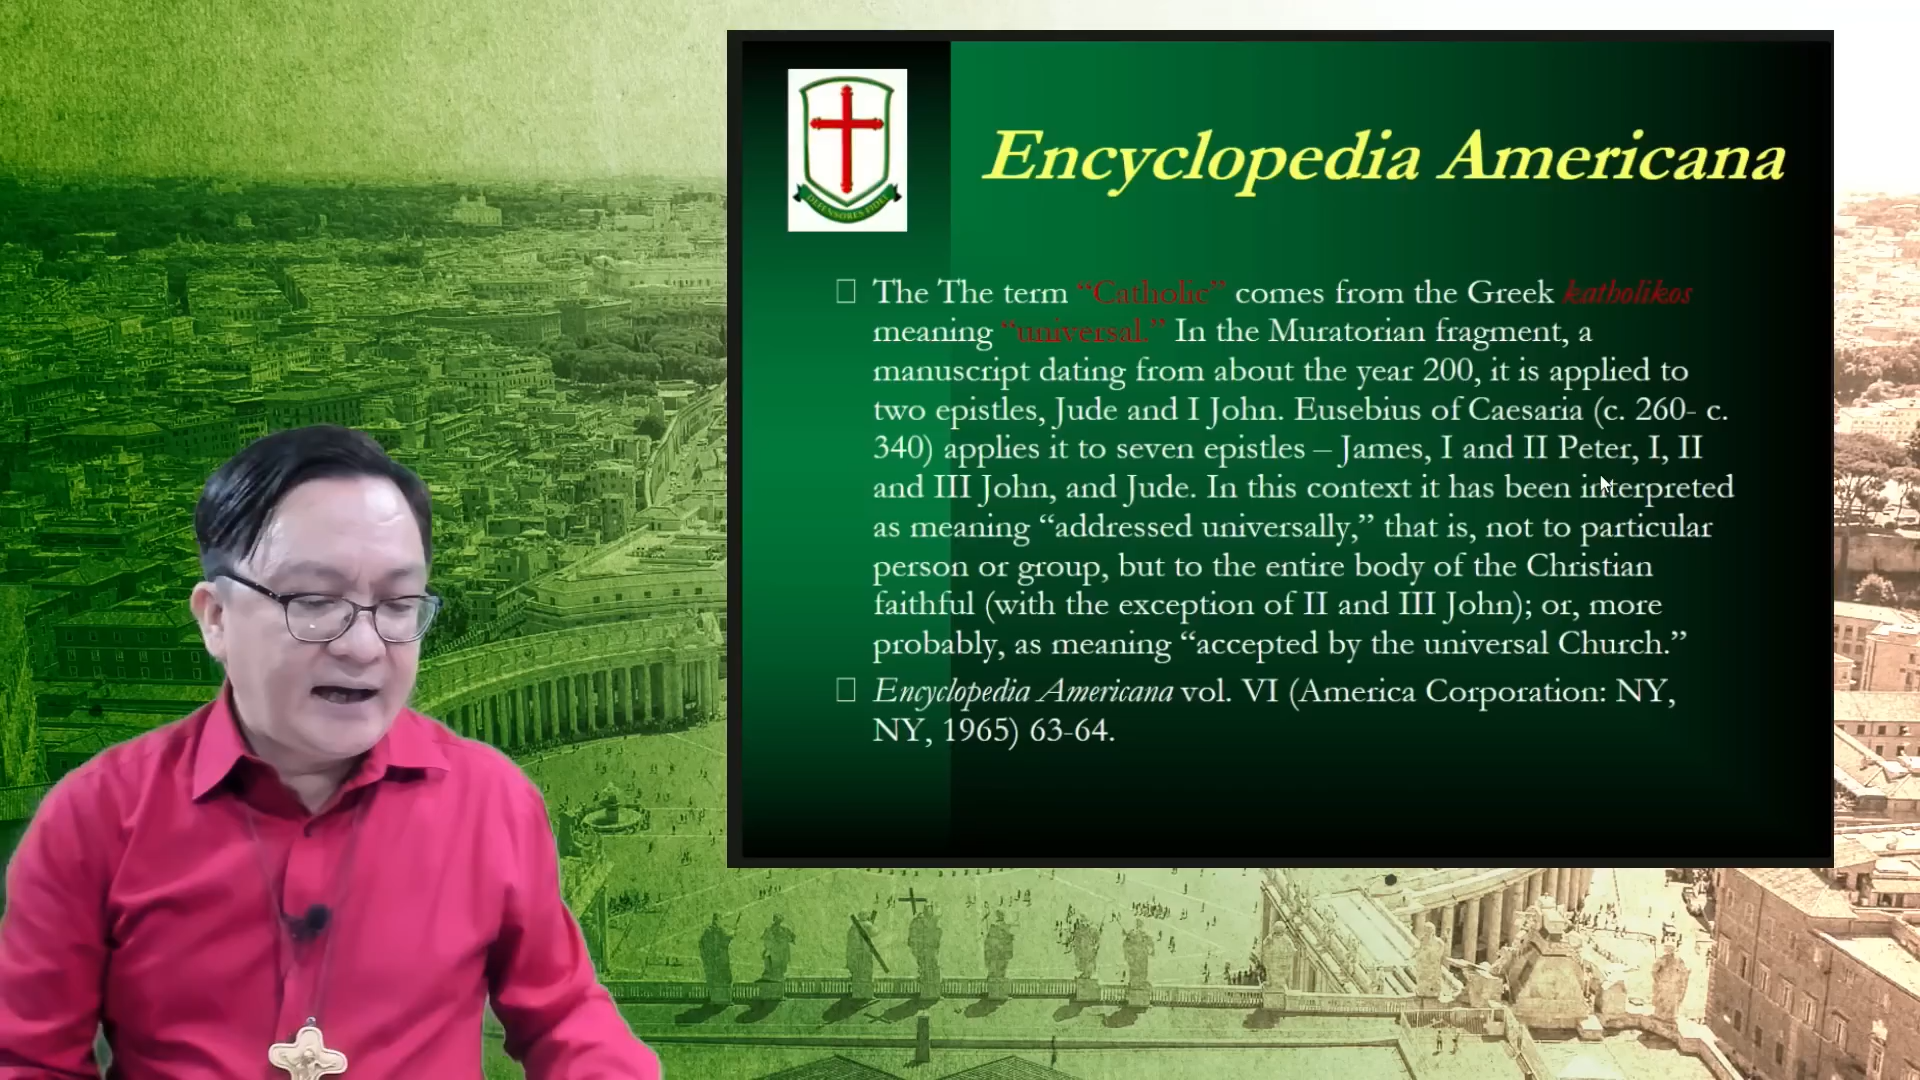 DEFENSORES FIDEI
Encyclopedia Americana
The The term “Catholic” comes from the Greek katholikos
meaning “universal.” In the Muratorian fragment, a
manuscript dating from about the year 200, it is applied to
two epistles, Jude and I John. Eusebius of Caesaria (c. 260- c.
340) applies it to seven epistles – James, I and II Peter, I, II
and III John, and Jude. In this context it has been interpreted
as meaning “addressed universally,” that is, not to particular
person or group, but to the entire body of the Christian
faithful (with the exception of II and III John); or, more
probably, as meaning “accepted by the universal Church.”
Encyclopedia Americana vol. VI (America Corporation: NY,
NY, 1965) 63-64.